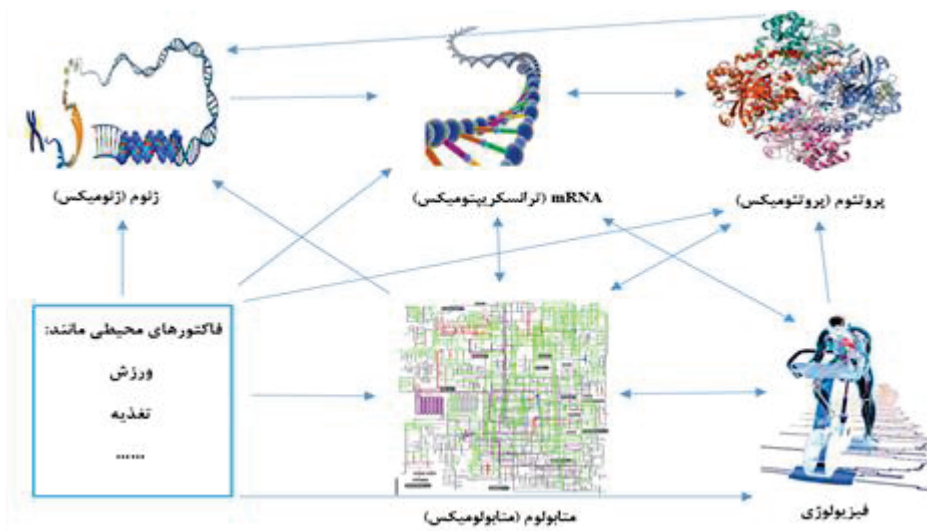 ژنوم (ژنومیکس)
mRNA (ترانسکریپتومیکس)
پروتئوم (پروتئومیکس)
فاکتورهای محیطی مانند:
ورزش
تغذیه
......
متابولوم (متابولومیکس)
فیزیولوژی